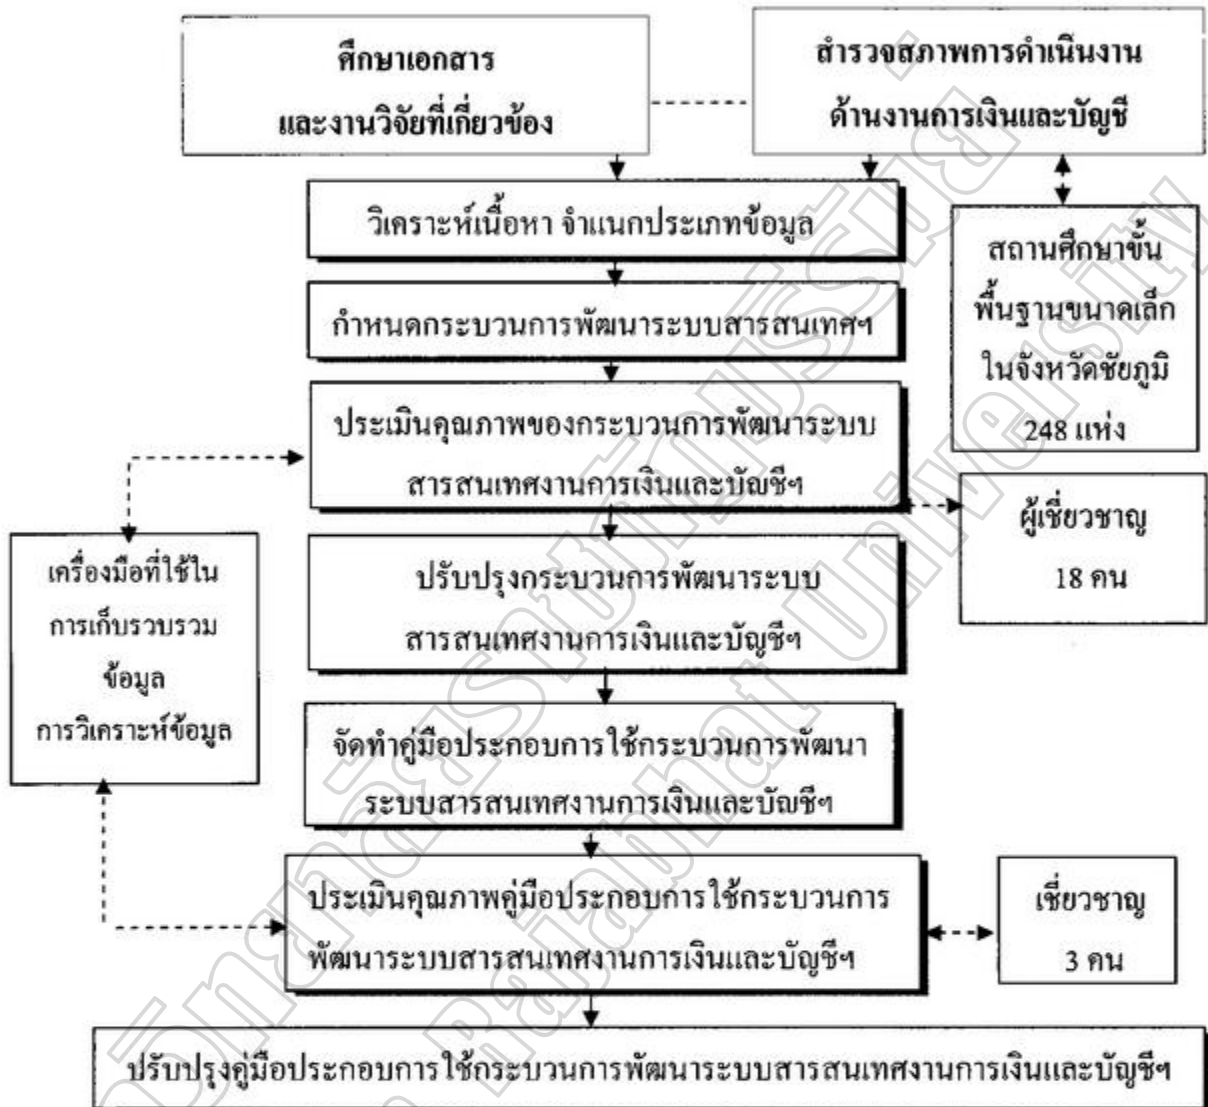 ศึกษาเอกสาร
และงานวิจัยที่เกี่ยวข้อง
สำรวจสภาพการดำเนินงาน
ด้านงานการเงินและบัญชี
วิเคราะห์เนื้อหา จำแนกประเภทข้อมูล
สถานศึกษาขั้น
พื้นฐานขนาดเล็ก
ในจังหวัดชัยภูมิ
248 แห่ง
กำหนดกระบวนการพัฒนาระบบสารสนเทศฯ
ประเมินคุณภาพของกระบวนการพัฒนาระบบ
สารสนเทศงานการเงินและบัญชีฯ
ผู้เชี่ยวชาญ
18 คน
เครื่องมือที่ใช้ใน
การเก็บรวบรวม
ข้อมูล
การวิเคราะห์ข้อมูล
ปรับปรุงกระบวนการพัฒนาระบบ
สารสนเทศงานการเงินและบัญชีฯ
จัดทำคู่มือประกอบการใช้กระบวนการพัฒนา
ระบบสารสนเทศงานการเงินและบัญชีฯ
ประเมินคุณภาพคู่มือประกอบการใช้กระบวนการ
พัฒนาระบบสารสนเทศงานการเงินและบัญชีฯ
เชี่ยวชาญ
3 คน
ปรับปรุงคู่มือประกอบการใช้กระบวนการพัฒนาระบบสารสนเทศงานการเงินและบัญชีฯ
Rajabhat University